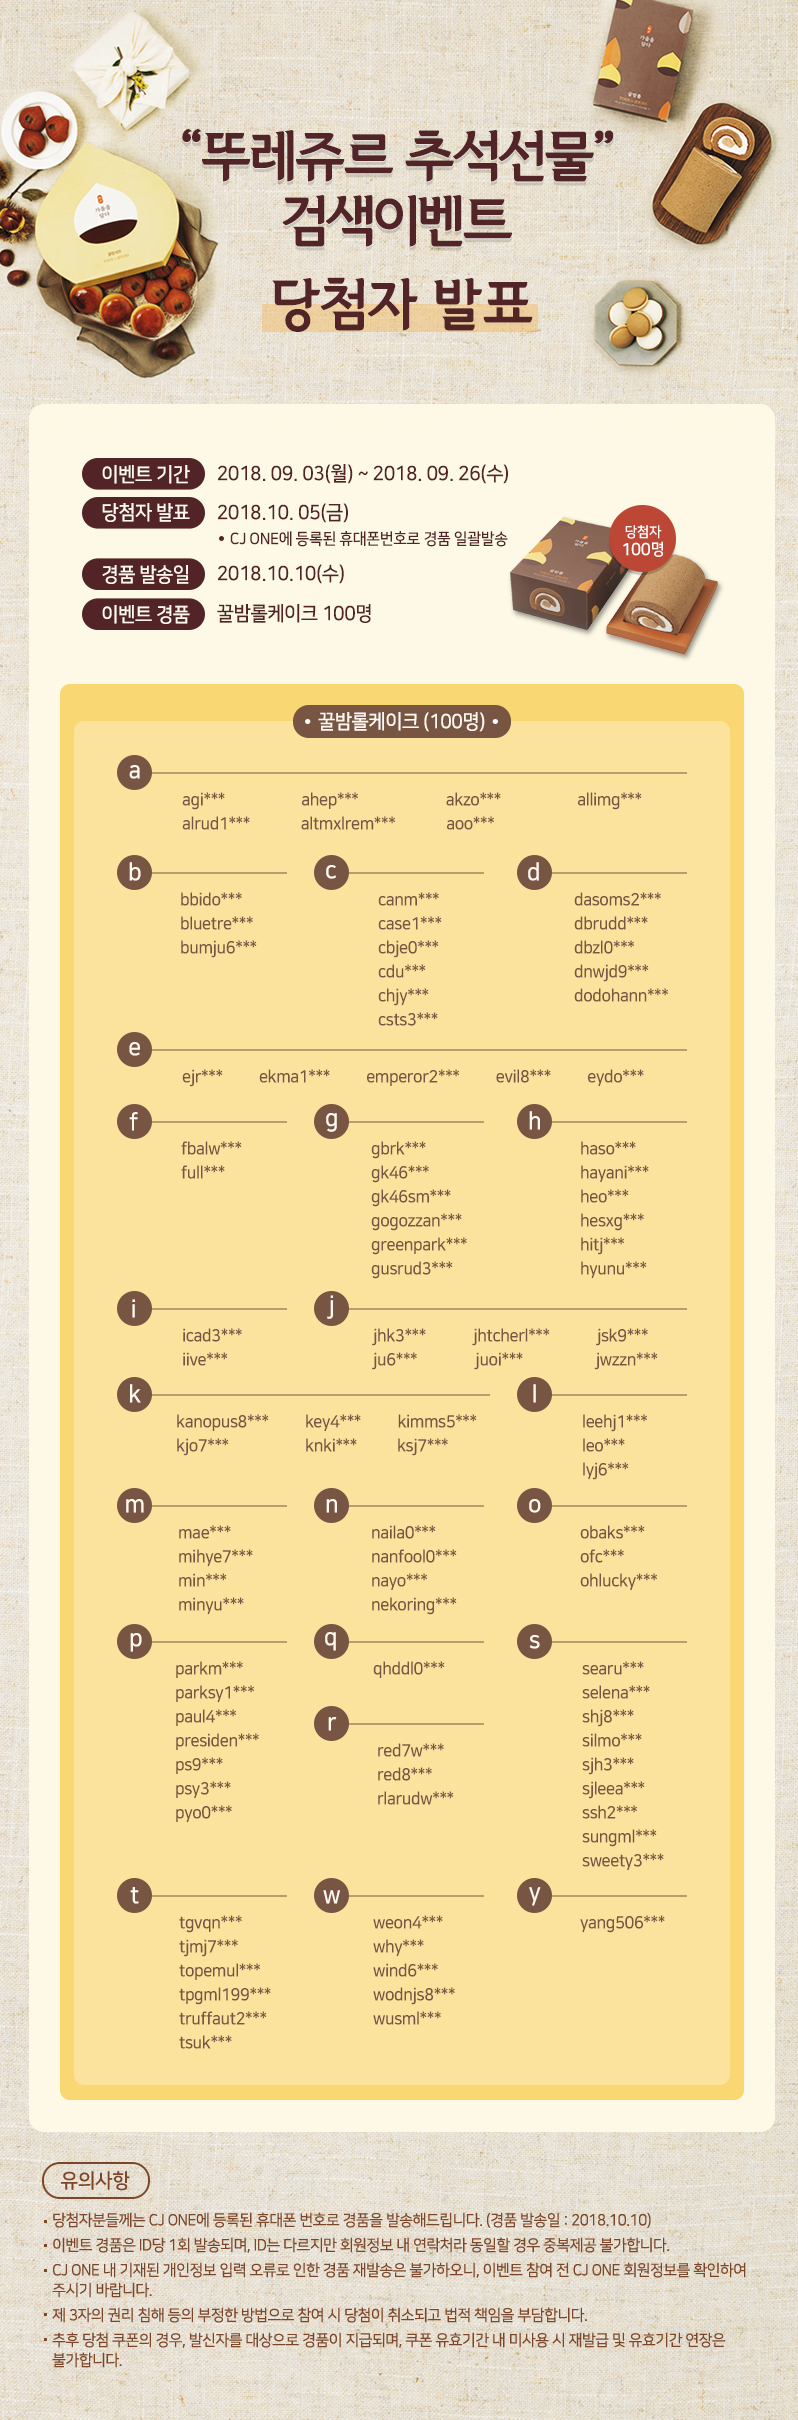 가을을
담다
꿀밤롤
"뚜레쥬르 추석선물"
검색이벤트
당첨자 발표
가을을
담다
이벤트 기간 2018. 09. 03(월) ~ 2018. 09. 26(수)
당첨자 발표 2018.10. 05(금)
• CJ ONE에 등록된 휴대폰번호로 경품 일괄발송
경품 발송일 2018.10.10(수)
이벤트 경품 꿀밤롤케이크 100명
당첨자
100명
• 꿀밤롤케이크 (100명) •
a
agi*** ahep*** akzo*** allimg***
alrud1*** altmxlrem*** aoo***
b
bbido***
bluetre***
bumju6***
c
canm***
case1***
cbje0***
cdu***
chjy***
csts3***
d
dasoms2***
dbrudd***
dbzl0***
dnwjd9***
dodohann***
e
ejr*** ekma1*** emperor2*** evil8*** eydo***
f
fbalw***
full***
g
gbrk***
gk46***
gk46sm***
gogozzan***
greenpark***
gusrud3***
h
haso***
hayani***
heo***
hesxg***
hitj***
hyunu***
i
icad3***
iive***
j
jhk3*** jhtcherl*** jsk9***
ju6*** juoi*** jwzzn***
k
kanopus8*** key4*** kimms5***
kjo7*** knki*** ksj7***
l
leehj1***
leo***
lyj6***
m
mae***
mihye7***
min***
minyu***
n
naila0***
nanfool0***
nayo***
nekoring***
o
obaks***
ofc***
ohlucky***
p
parkm***
parksy1***
paul4***
presiden***
ps9***
psy3***
pyo0***
q
qhddl0***
r
red7w***
red8***
rlarudw***
s
searu***
selena***
shj8***
silmo***
sjh3***
sjleea***
ssh2***
sungml***
sweety3***
t
tgvqn***
tjmj7***
topemul***
tpgml199***
truffaut2***
tsuk***
w
weon4***
why***
wind6***
wodnjs8***
wusml***
y
yang506***
유의사항
• 당첨자분들께는 CJ ONE에 등록된 휴대폰 번호로 경품을 발송해드립니다. (경품 발송일 : 2018.10.10)
• 이벤트 경품은 ID당 1회 발송되며, ID는 다르지만 회원정보 내 연락처라 동일할 경우 중복제공 불가합니다.
• CJ ONE 내 기재된 개인정보 입력 오류로 인한 경품 재발송은 불가하오니, 이벤트 참여 전 CJ ONE 회원정보를 확인하여
주시기 바랍니다.
• 제 3자의 권리 침해 등의 부정한 방법으로 참여 시 당첨이 취소되고 법적 책임을 부담합니다.
• 추후 당첨 쿠폰의 경우, 발신자를 대상으로 경품이 지급되며, 쿠폰 유효기간 내 미사용 시 재발급 및 유효기간 연장은
불가합니다.